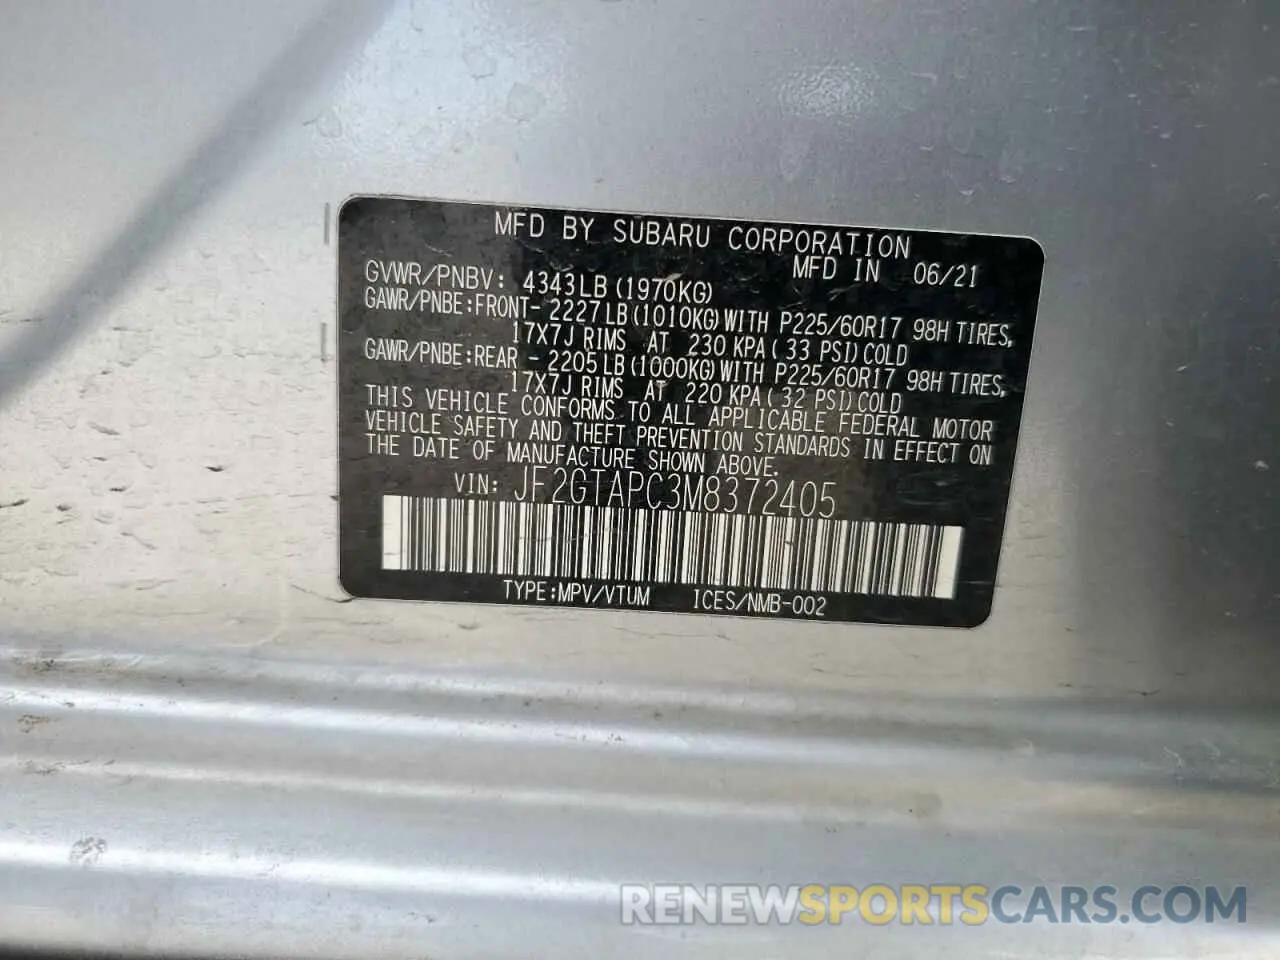 MFD BY SUBARU CORPORATION
MFD IN 06/21
GVWR/PNBV: 4343LB(1970KG)
GAWR/PNBE:FRONT- 2227LB(1010KG)WITH P225/60R17 98H TIRES,
17X7J RIMS AT 230 KPA( 33 PSI)COLD
GAWR/PNBE:REAR - 2205LB(1000KG)WITH P225/60R17 98H TIRES,
17X7J RIMS AT 220 KPA( 32 PSI)COLD
THIS VEHICLE CONFORMS TO ALL APPLICABLE FEDERAL MOTOR
VEHICLE SAFETY AND THEFT PREVENTION STANDARDS IN EFFECT ON
THE DATE OF MANUFACTURE SHOWN ABOVE.
VIN: JF2GTAPC3M8372405
TYPE:MPV/VTUM ICES/NMB-002
RENEWSPORTSCARS.COM